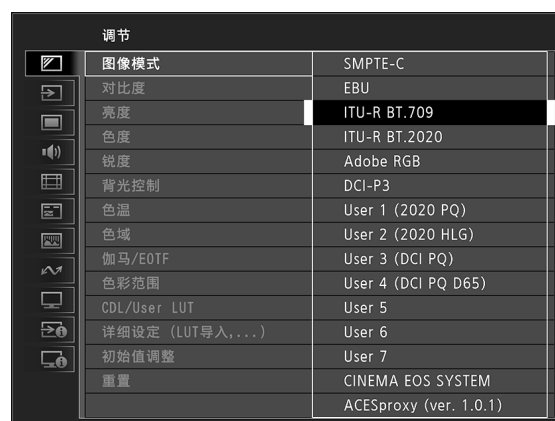 调节
图像模式
SMPTE-C
对比度
EBU
亮度
ITU-R BT.709
色度
ITU-R BT.2020
锐度
Adobe RGB
背光控制
DCI-P3
色温
User 1 (2020 PQ)
色域
User 2 (2020 HLG)
伽马/EOTF
User 3 (DCI PQ)
色彩范围
User 4 (DCI PQ D65)
CDL/User LUT
User 5
详细设定 (LUT导入,...)
User 6
初始值调整
User 7
重置
CINEMA EOS SYSTEM
ACESproxy (ver. 1.0.1)